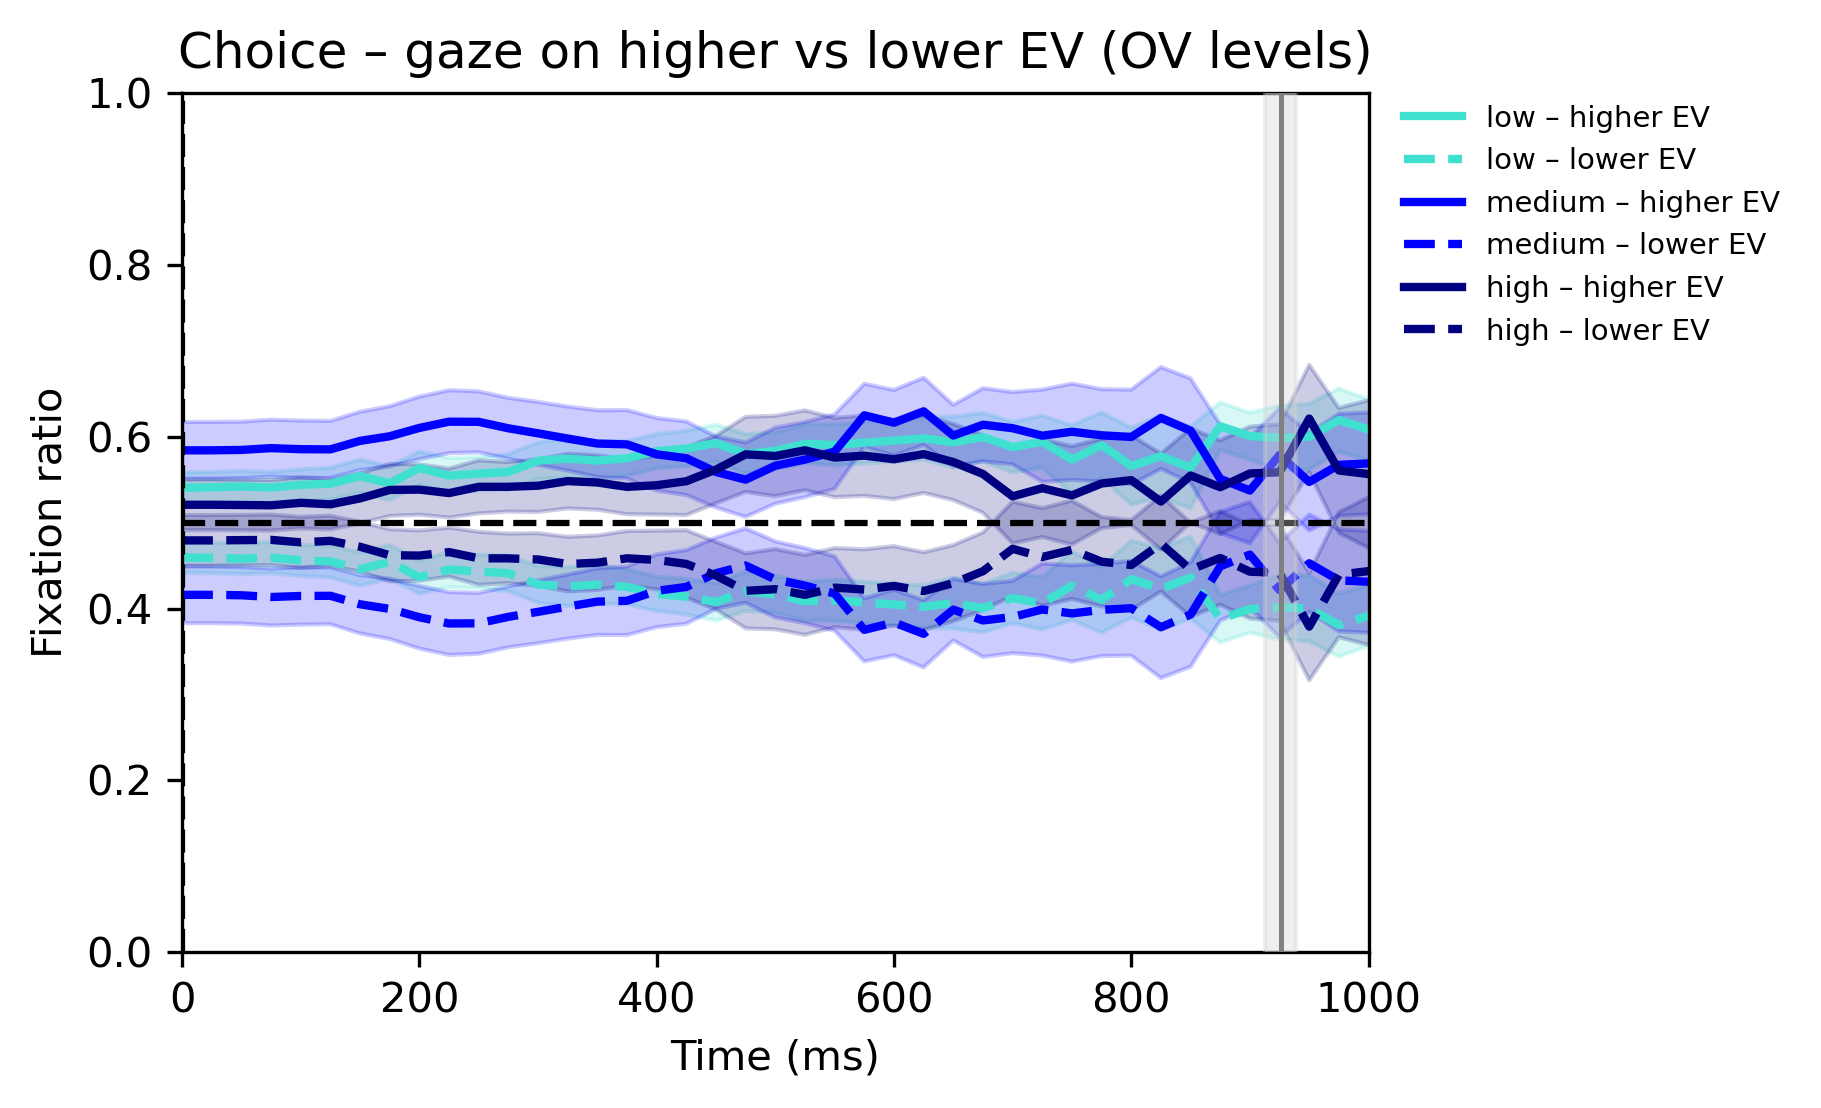 Choice – gaze on higher vs lower EV (OV levels)
1.0
0.8
0.6
0.4
0.2
0.0
Fixation ratio
0 200 400 600 800 1000
Time (ms)
low – higher EV
low – lower EV
medium – higher EV
medium – lower EV
high – higher EV
high – lower EV